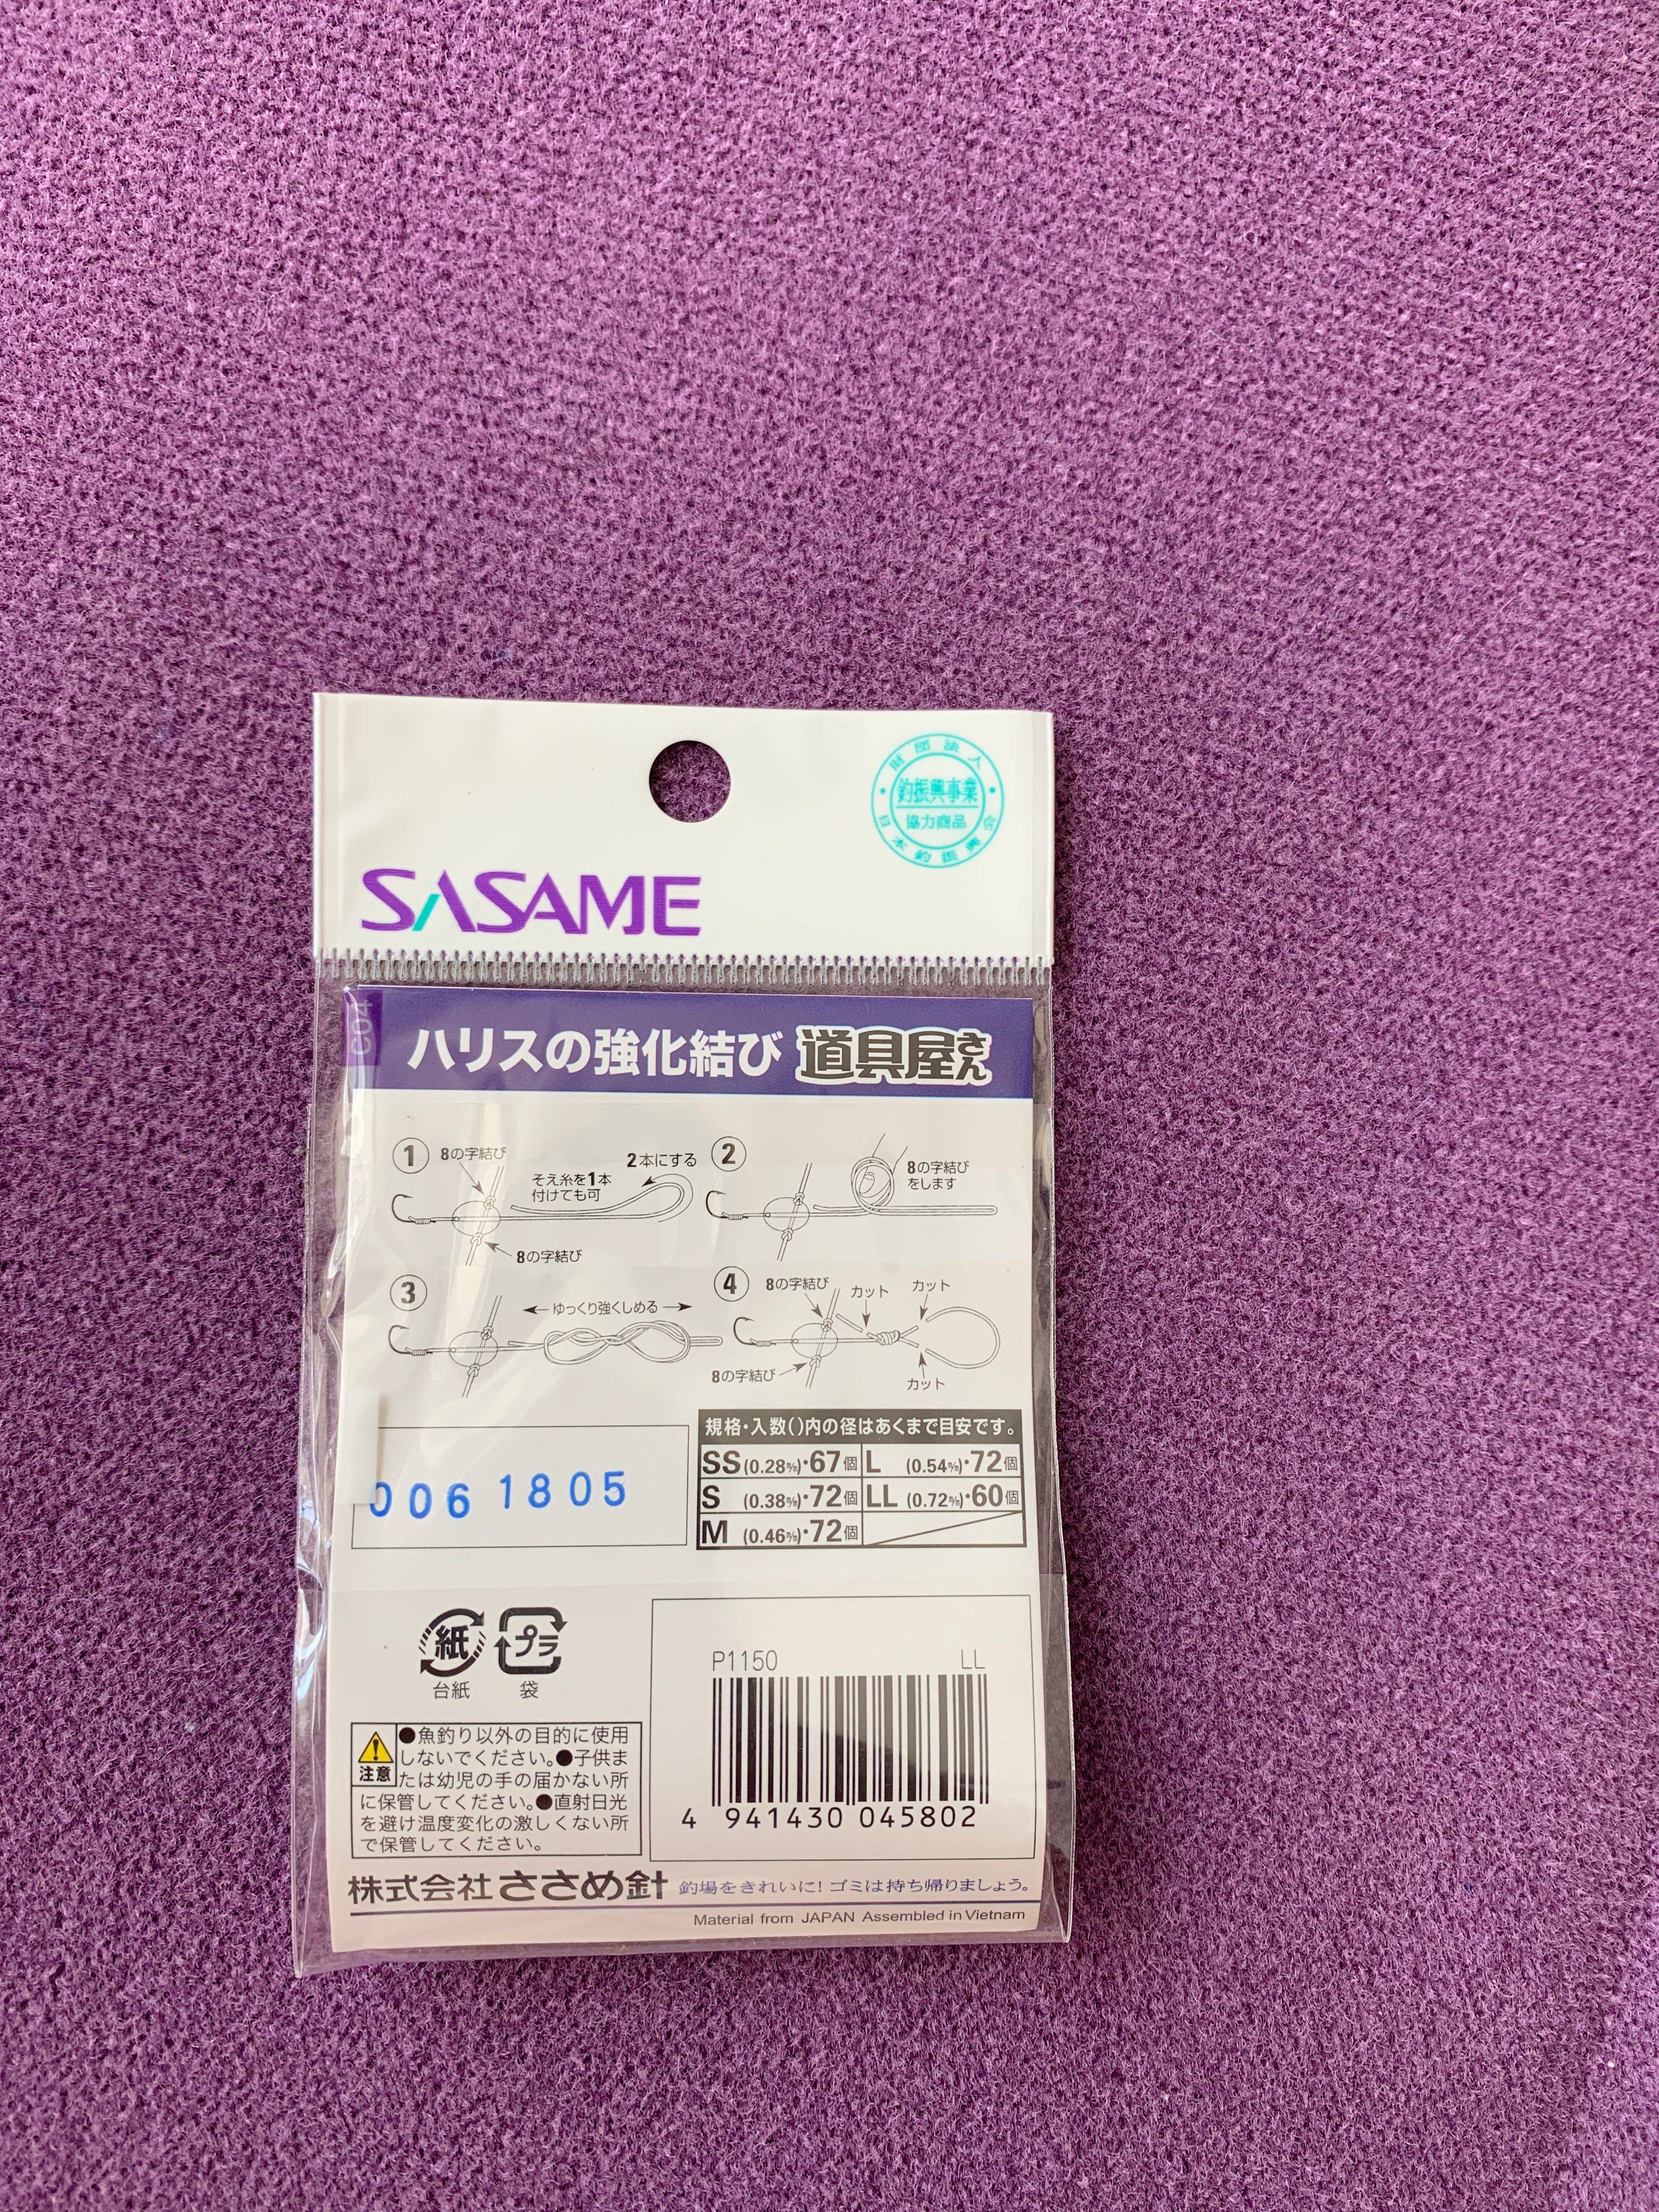 財団法人
釣振興事業
協力商品
日本釣振興会
SASAME
C04
ハリスの強化結び 道具屋さん
1 8の字結び
そえ糸を1本
付けても可
2本にする
8の字結び
2 8の字結び
をします
3 ゆっくり強くしめる
4 8の字結び
カット
カット
8の字結び
カット
006 1805
規格・入数()内の径はあくまで目安です。
SS (0.28㎜)・67個 L (0.54㎜)・72個
S (0.38㎜)・72個 LL (0.72㎜)・60個
M (0.46㎜)・72個
紙 プラ
台紙 袋
P1150 LL
4 941430 045802
注意
●魚釣り以外の目的に使用
しないでください。●子供ま
たは幼児の手の届かない所
に保管してください。●直射日光
を避け温度変化の激しくない所
で保管してください。
株式会社ささめ針 釣場をきれいに!ゴミは持ち帰りましょう。
Material from JAPAN Assembled in Vietnam